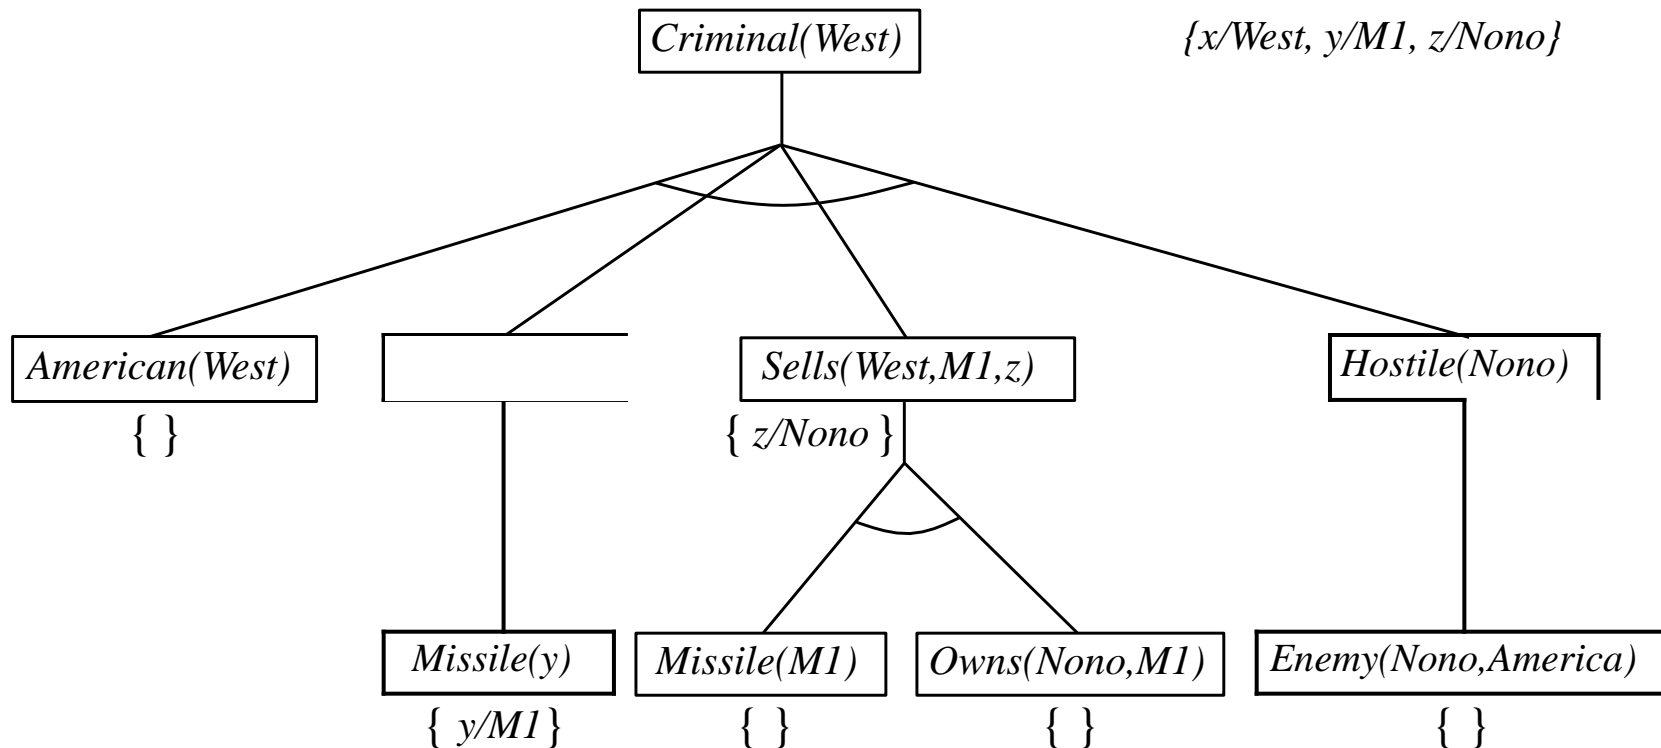 Criminal(West)
{x/West, y/M1, z/Nono}
American(West)
Sells(West,M1,z)
Hostile(Nono)
{ }
{ z/Nono }
Missile(y)
Missile(M1)
Owns(Nono,M1)
Enemy(Nono,America)
{ y/M1 }
{ }
{ }
{ }